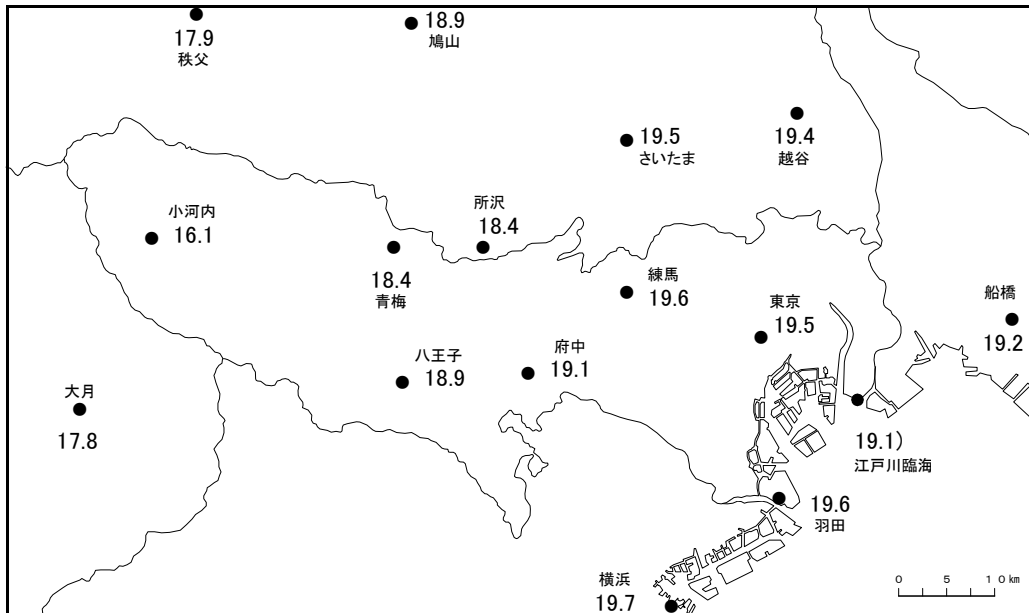 17.9
秩父
18.9
鳩山
19.5
さいたま
19.4
越谷
小河内
16.1
所沢
18.4
18.4
青梅
練馬
19.6
東京
19.5
船橋
19.2
大月
17.8
八王子
18.9
府中
19.1
19.1)
江戸川臨海
19.6
羽田
横浜
19.7
0 5 10km